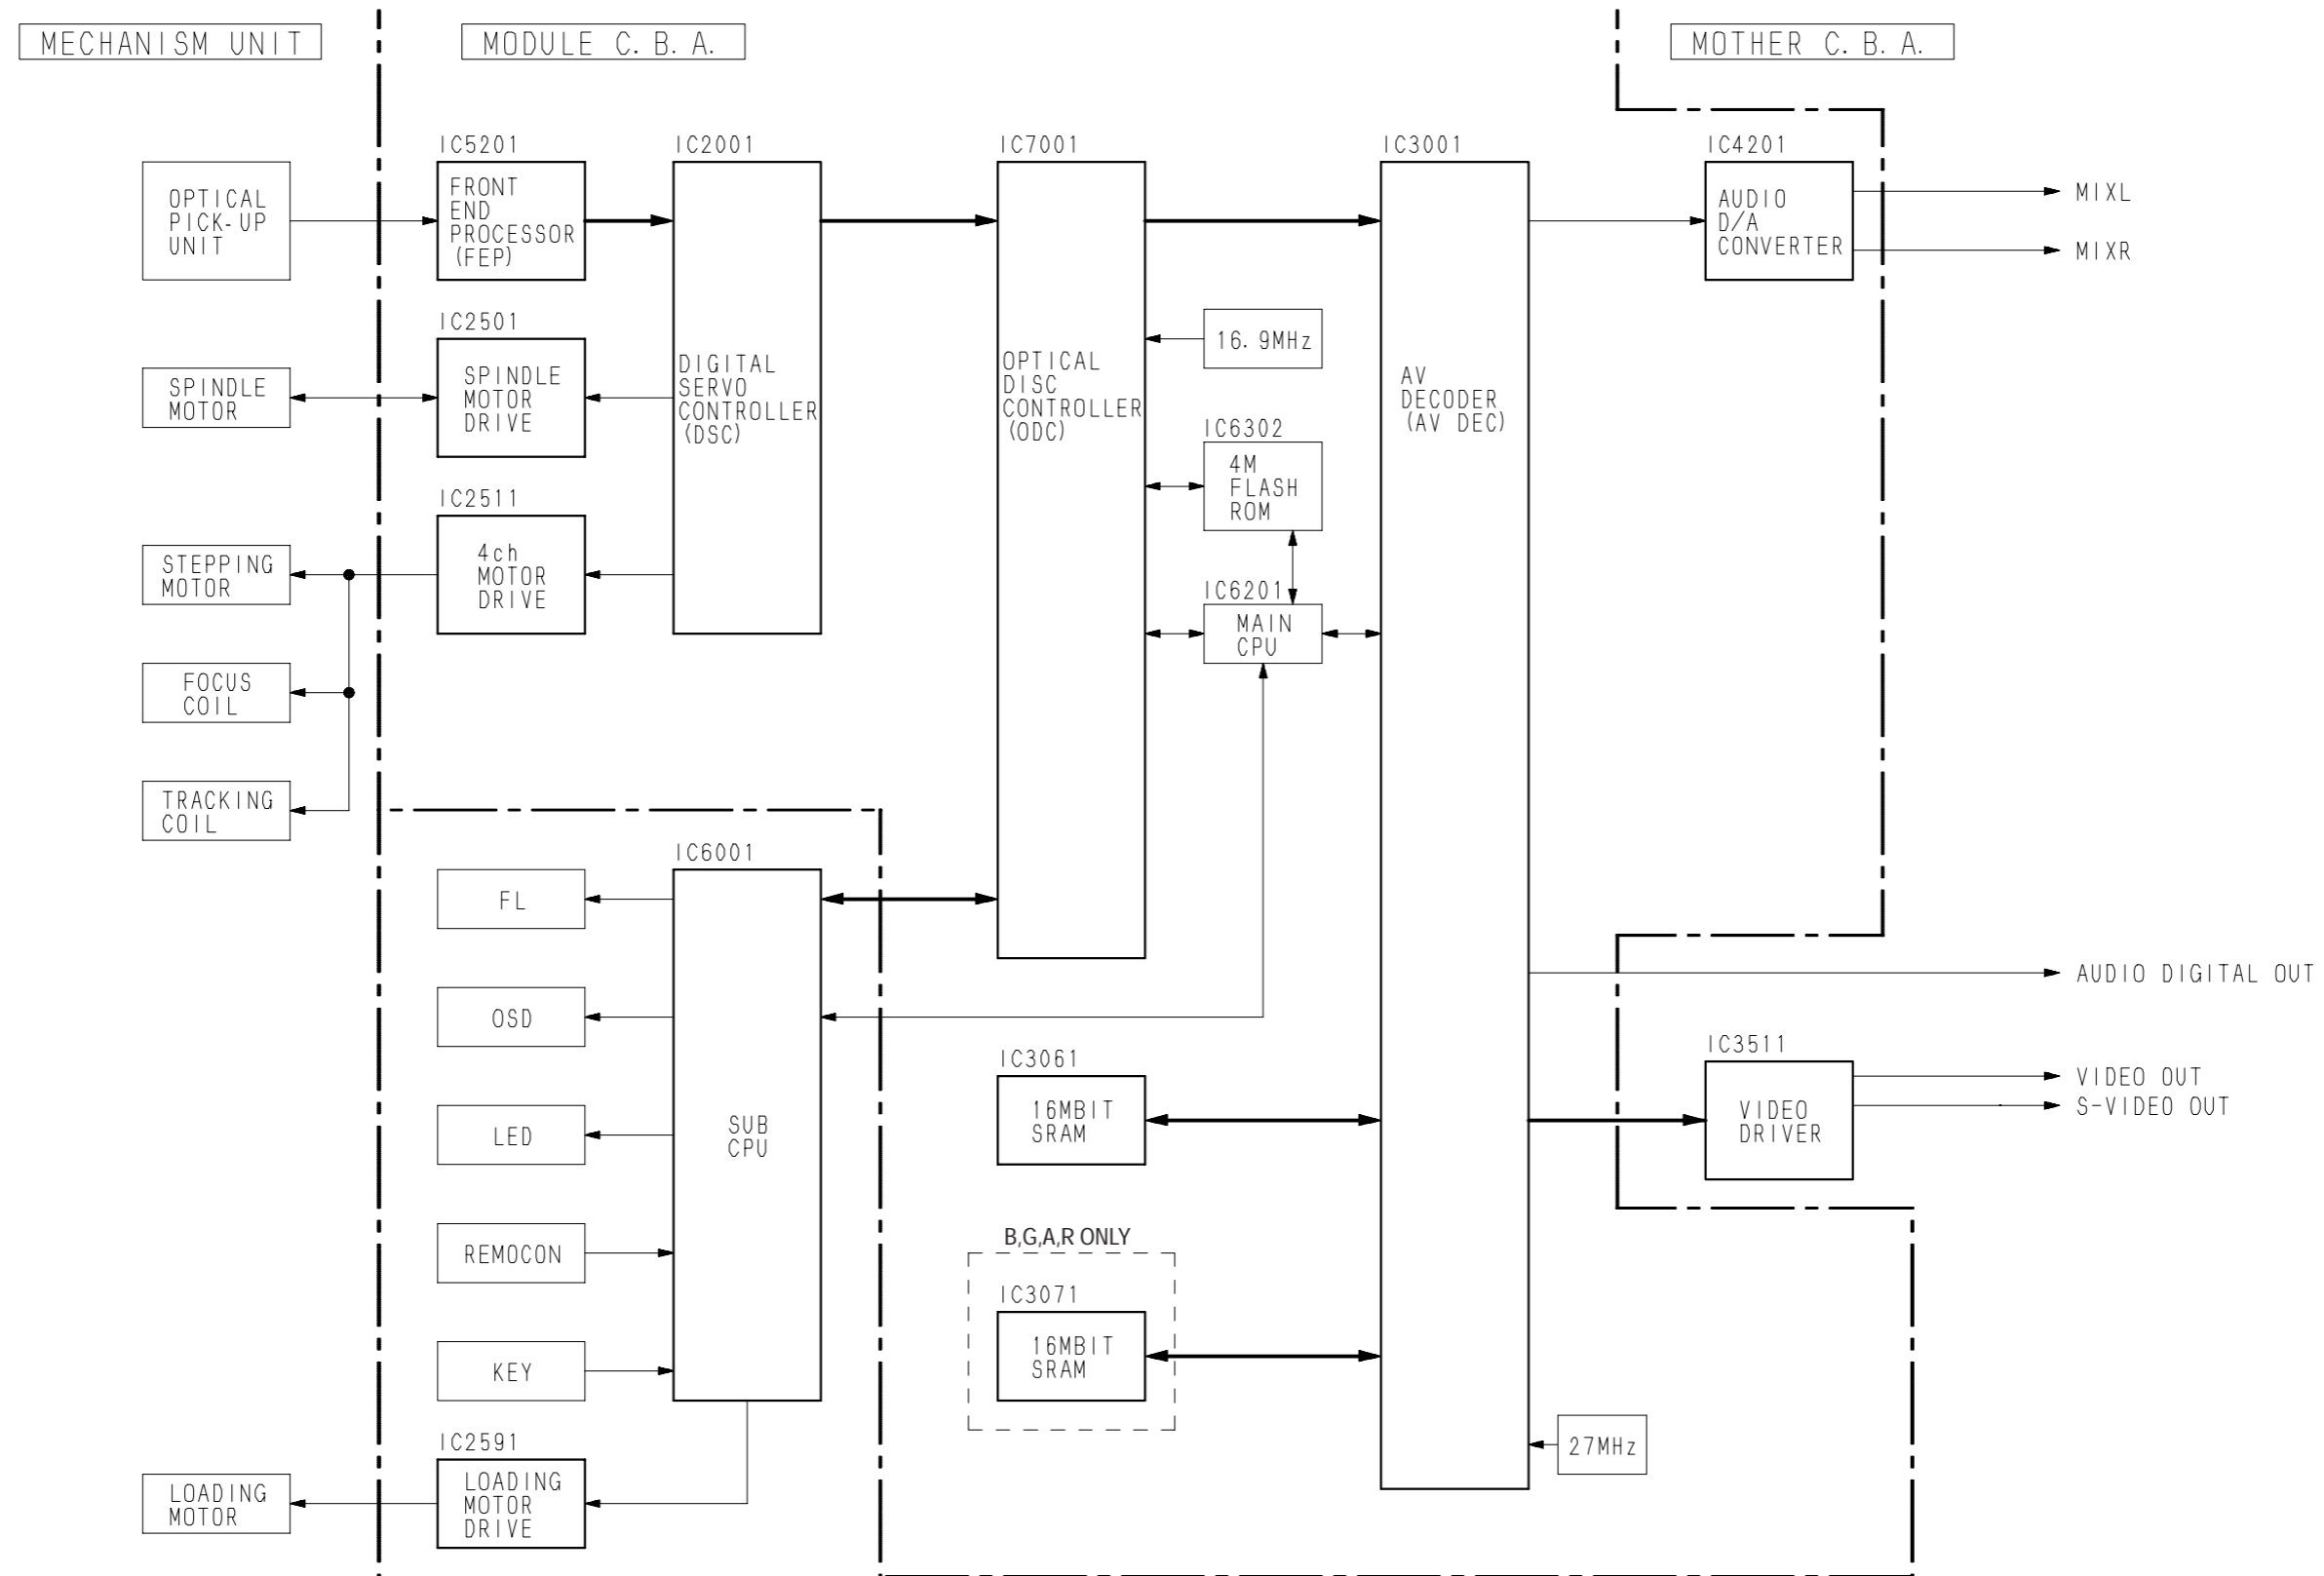 MECHANISM UNIT
MODULE C. B. A.
MOTHER C. B. A.
OPTICAL
PICK-UP
UNIT
IC5201
FRONT
END
PROCESSOR
(FEP)
IC2001
DIGITAL
SERVO
CONTROLLER
(DSC)
IC7001
OPTICAL
DISC
CONTROLLER
(ODC)
IC3001
AV
DECODER
(AV DEC)
IC4201
AUDIO
D/A
CONVERTER
MIXL
MIXR
16. 9MHz
SPINDLE
MOTOR
IC2501
SPINDLE
MOTOR
DRIVE
IC6302
4M
FLASH
ROM
STEPPING
MOTOR
IC2511
4ch
MOTOR
DRIVE
IC6201
MAIN
CPU
FOCUS
COIL
TRACKING
COIL
IC6001
SUB
CPU
FL
OSD
LED
REMOCON
KEY
AUDIO DIGITAL OUT
IC3061
16MBIT
SRAM
IC3511
VIDEO
DRIVER
VIDEO OUT
S-VIDEO OUT
B,G,A,R ONLY
IC3071
16MBIT
SRAM
27MHz
LOADING
MOTOR
IC2591
LOADING
MOTOR
DRIVE